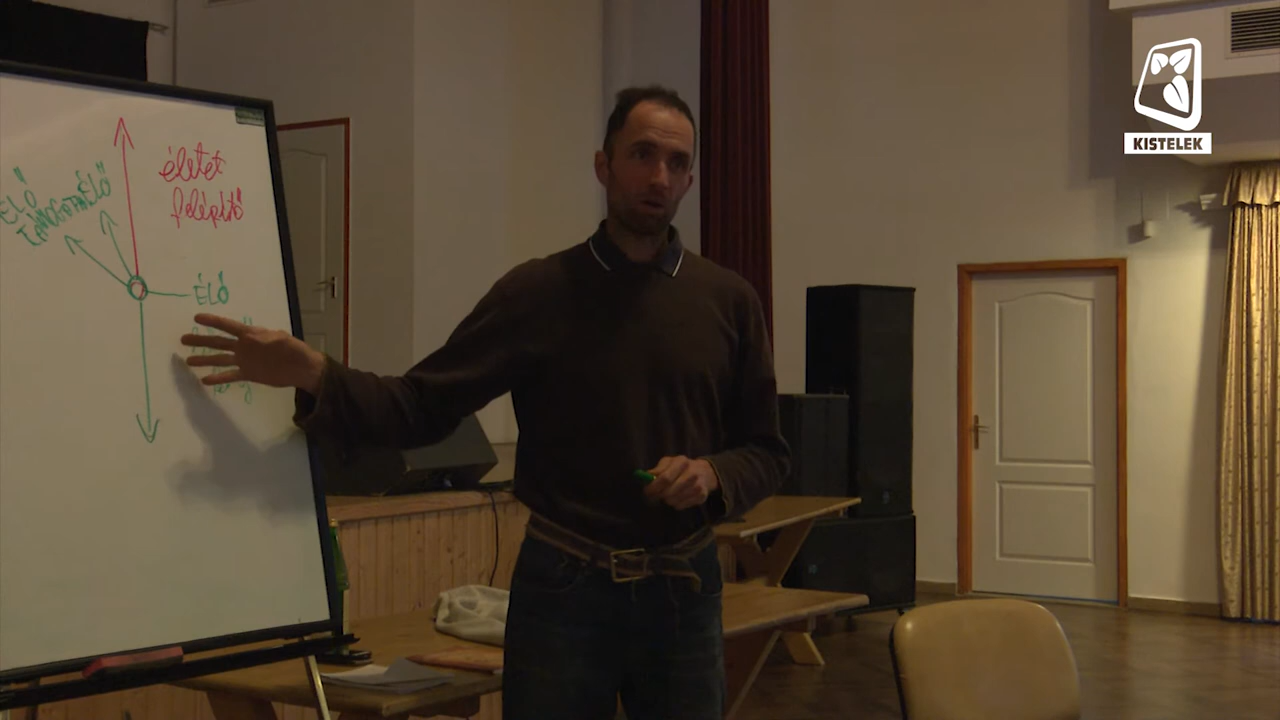 életet
felépítő
ÉLŐ
ÉLŐ
TÁMOGATÓ
ÉLŐ
KISTELEK